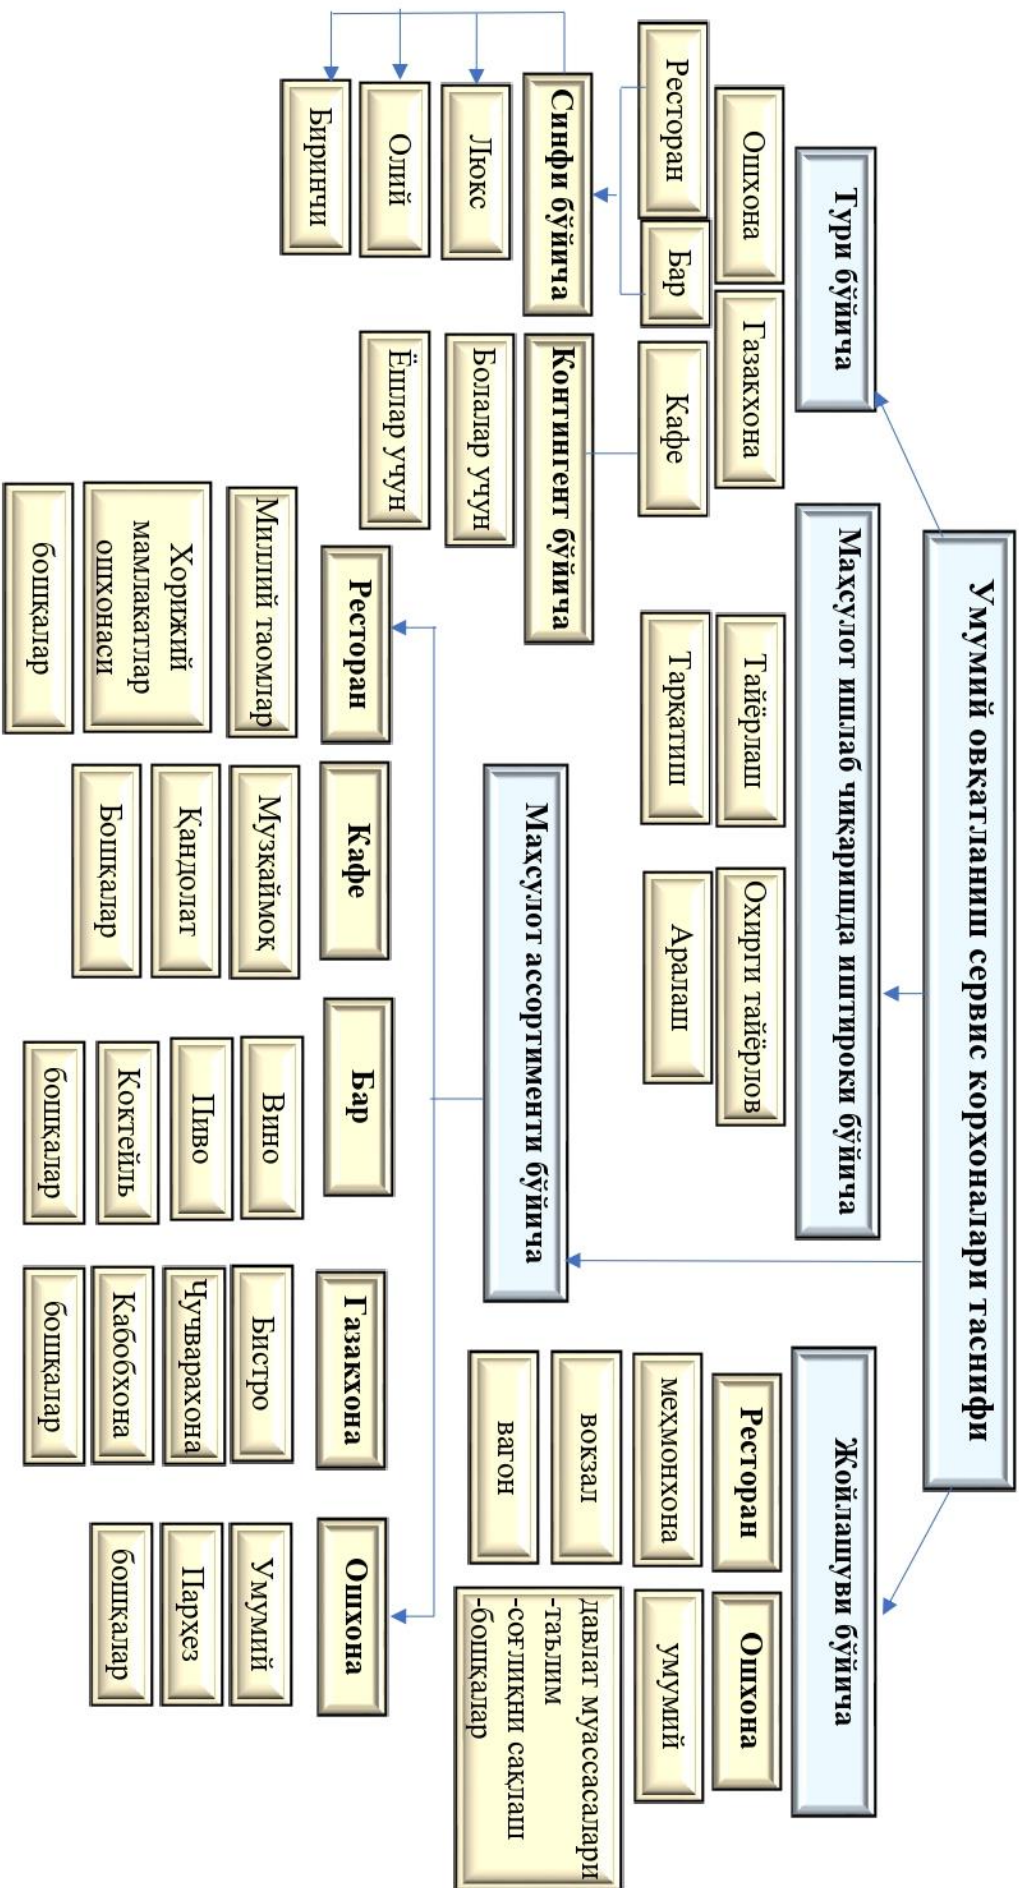 Умумий овқатланиш сервис корхоналари таснифи
Тури бўйича
Ошхона
Газакхона
Ресторан
Бар
Кафе
Синфи бўйича
Люкс
Олий
Биринчи
Контингент бўйича
Болалар учун
Ёшлар учун
Маҳсулот ишлаб чиқаришда иштироки бўйича
Тайёрлаш
Охирги тайёрлов
Таркатиш
Аралаш
Жойлашуви бўйича
Ресторан
меҳмонхона
вокзал
вагон
Ошхона
умумий
давлат муассасалари
-таълим
-соғлиқни сақлаш
-бошқалар
Маҳсулот ассортименти бўйича
Ресторан
Миллий таомлар
Хорижий
мамлакатлар
ошхонаси
бошқалар
Кафе
Музқаймоқ
Қандолат
Бошқалар
Бар
Вино
Пиво
Коктейль
бошқалар
Газакхона
Бистро
Чучварахона
Кабобхона
бошқалар
Ошхона
Умумий
Парҳез
бошқалар